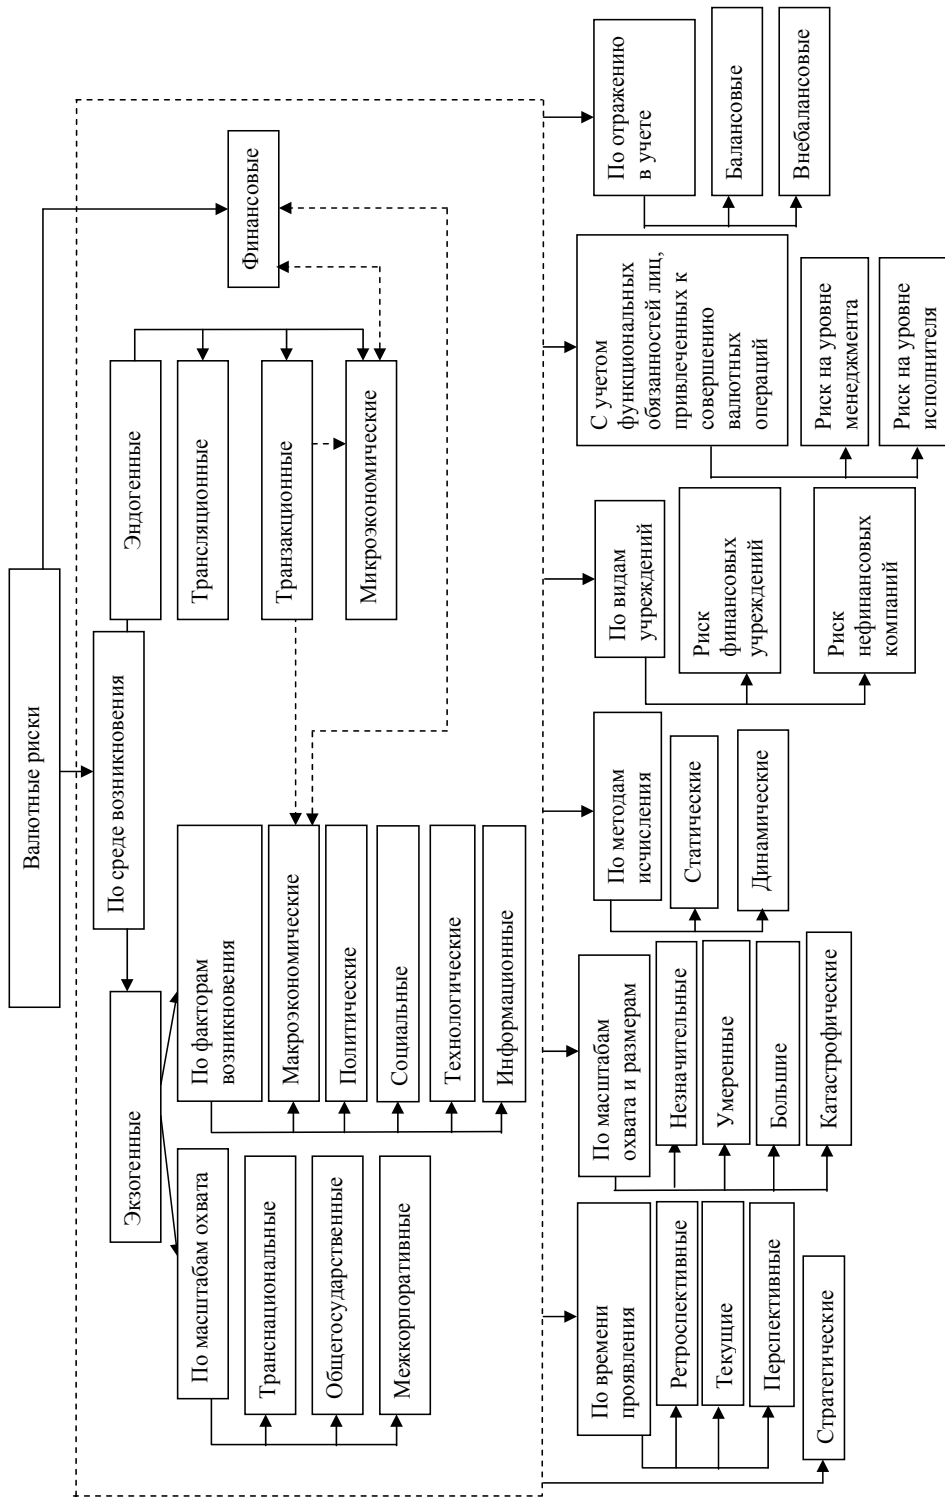 Валютные риски
По среде возникновения
Экзогенные
Эндогенные
Финансовые
По масштабам охвата
Транснациональные
Общегосударственные
Межкорпоративные
По факторам
возникновения
Макроэкономические
Политические
Социальные
Технологические
Информационные
Трансляционные
Транзакционные
Микроэкономические
По времени
проявления
Ретроспективные
Текущие
Перспективные
Стратегические
По масштабам
охвата и размерам
Незначительные
Умеренные
Большие
Катастрофические
По методам
исчисления
Статические
Динамические
По видам
учреждений
Риск
финансовых
учреждений
Риск
нефинансовых
компаний
С учетом
функциональных
обязанностей лиц,
привлеченных к
совершению
валютных
операций
Риск на уровне
менеджмента
Риск на уровне
исполнителя
По отражению
в учете
Балансовые
Внебалансовые